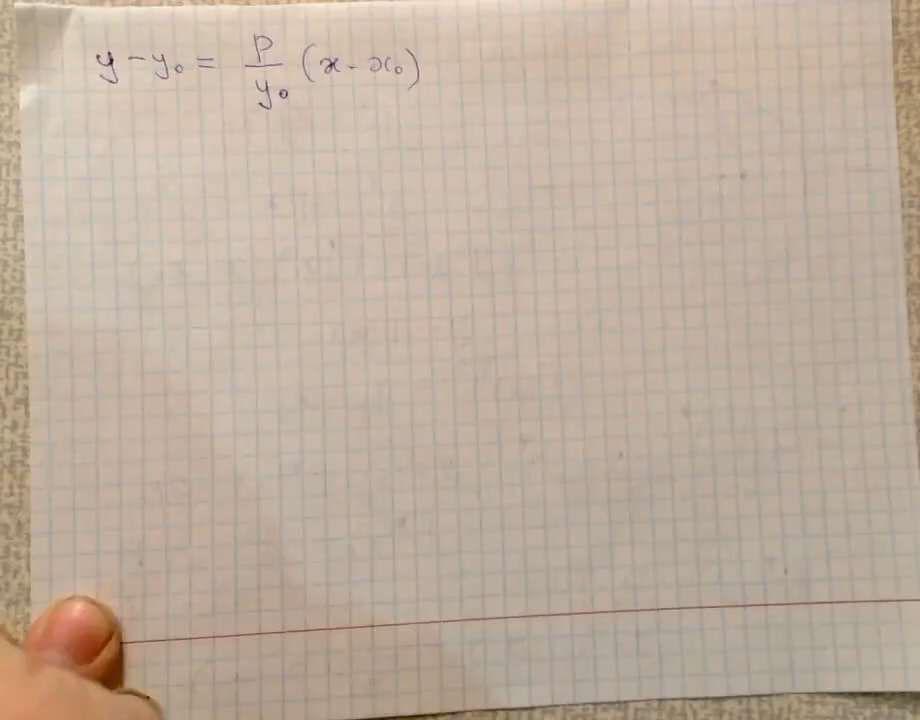 y - y₀ = p/y₀ (x - x₀)